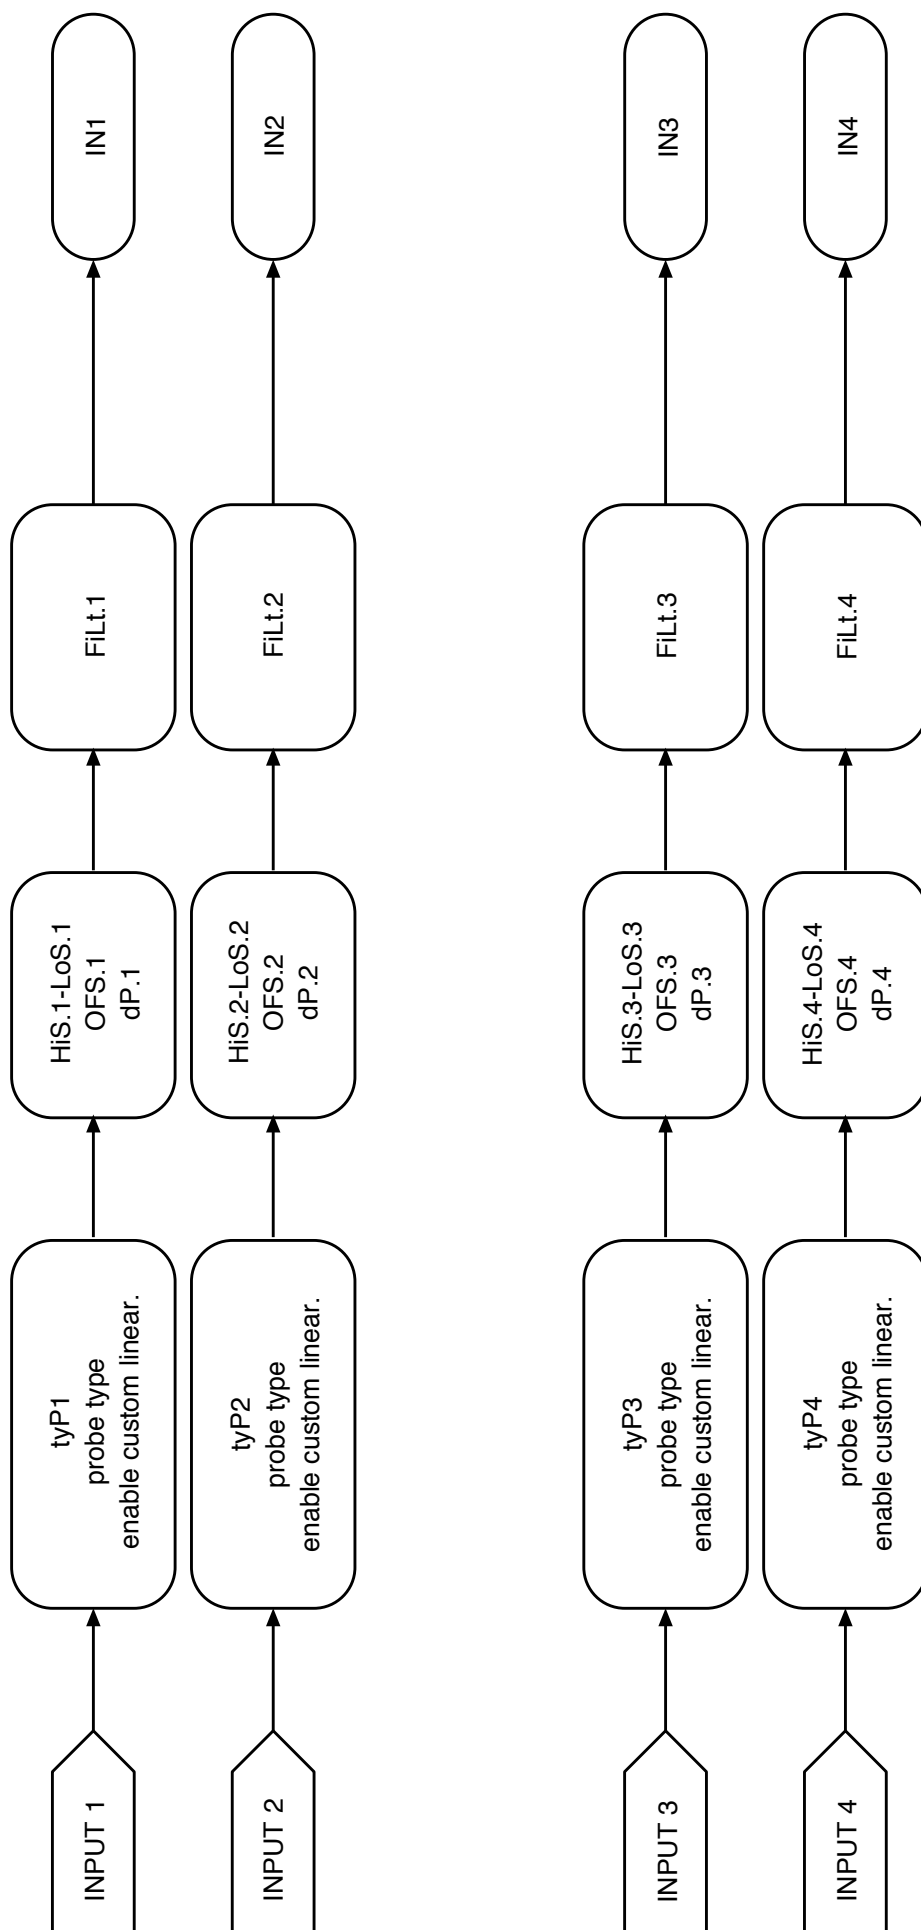 INPUT 1
tyP1
probe type
enable custom linear.
HiS.1-LoS.1
OFS.1
dP.1
FiLt.1
IN1
INPUT 2
tyP2
probe type
enable custom linear.
HiS.2-LoS.2
OFS.2
dP.2
FiLt.2
IN2
INPUT 3
tyP3
probe type
enable custom linear.
HiS.3-LoS.3
OFS.3
dP.3
FiLt.3
IN3
INPUT 4
tyP4
probe type
enable custom linear.
HiS.4-LoS.4
OFS.4
dP.4
FiLt.4
IN4